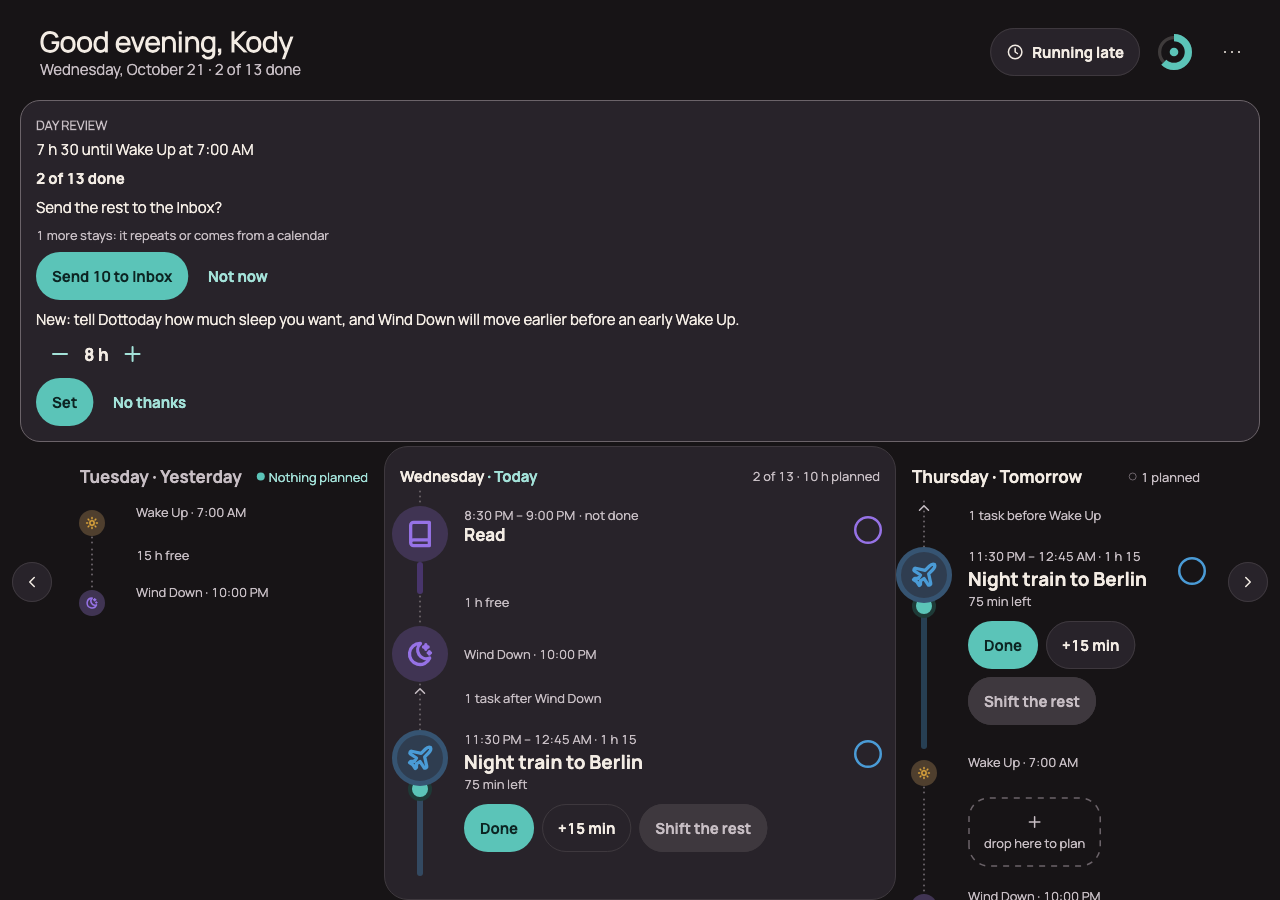 Good evening, Kody
Wednesday, October 21 · 2 of 13 done
Running late
DAY REVIEW
7 h 30 until Wake Up at 7:00 AM
2 of 13 done
Send the rest to the Inbox?
1 more stays: it repeats or comes from a calendar
Send 10 to Inbox
Not now
New: tell Dottoday how much sleep you want, and Wind Down will move earlier before an early Wake Up.
8 h
Set
No thanks
Tuesday · Yesterday
Nothing planned
Wake Up · 7:00 AM
15 h free
Wind Down · 10:00 PM
Wednesday · Today
2 of 13 · 10 h planned
8:30 PM – 9:00 PM · not done
Read
1 h free
Wind Down · 10:00 PM
1 task after Wind Down
11:30 PM – 12:45 AM · 1 h 15
Night train to Berlin
75 min left
Done
+15 min
Shift the rest
Thursday · Tomorrow
1 planned
1 task before Wake Up
11:30 PM – 12:45 AM · 1 h 15
Night train to Berlin
75 min left
Done
+15 min
Shift the rest
Wake Up · 7:00 AM
drop here to plan
Wind Down · 10:00 PM